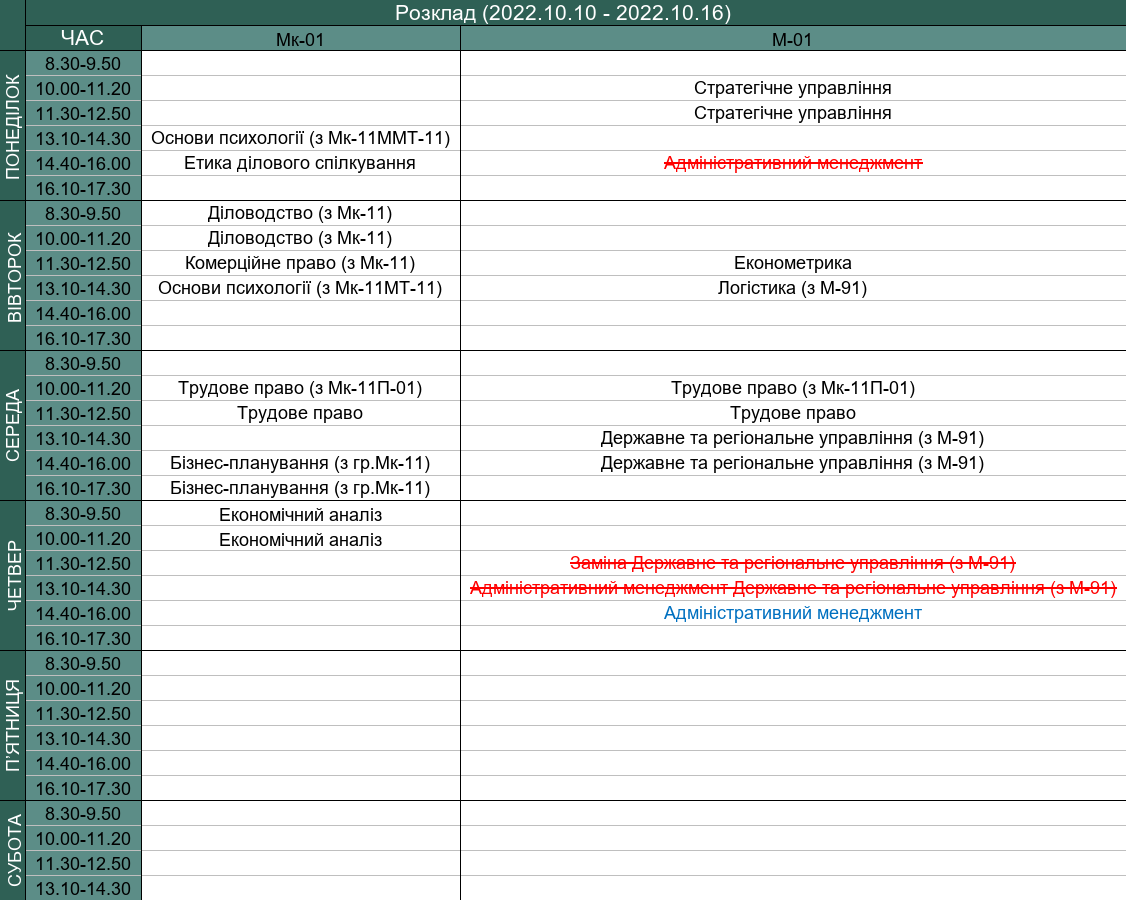 Розклад (2022.10.10 - 2022.10.16)
ЧАС Мк-01 М-01
ПОНЕДІЛОК
8.30-9.50
10.00-11.20 Стратегічне управління
11.30-12.50 Стратегічне управління
13.10-14.30 Основи психології (з Мк-11ММТ-11)
14.40-16.00 Етика ділового спілкування Адміністративний менеджмент
16.10-17.30
ВІВТОРОК
8.30-9.50 Діловодство (з Мк-11)
10.00-11.20 Діловодство (з Мк-11)
11.30-12.50 Комерційне право (з Мк-11) Економетрика
13.10-14.30 Основи психології (з Мк-11МТ-11) Логістика (з М-91)
14.40-16.00
16.10-17.30
СЕРЕДА
8.30-9.50
10.00-11.20 Трудове право (з Мк-11П-01) Трудове право (з Мк-11П-01)
11.30-12.50 Трудове право Трудове право
13.10-14.30 Державне та регіональне управління (з М-91)
14.40-16.00 Бізнес-планування (з гр.Мк-11) Державне та регіональне управління (з М-91)
16.10-17.30 Бізнес-планування (з гр.Мк-11)
ЧЕТВЕР
8.30-9.50 Економічний аналіз
10.00-11.20 Економічний аналіз
11.30-12.50 Заміна Державне та регіональне управління (з М-91)
13.10-14.30 Адміністративний менеджмент Державне та регіональне управління (з М-91)
14.40-16.00 Адміністративний менеджмент
16.10-17.30
П'ЯТНИЦЯ
8.30-9.50
10.00-11.20
11.30-12.50
13.10-14.30
14.40-16.00
16.10-17.30
СУБОТА
8.30-9.50
10.00-11.20
11.30-12.50
13.10-14.30